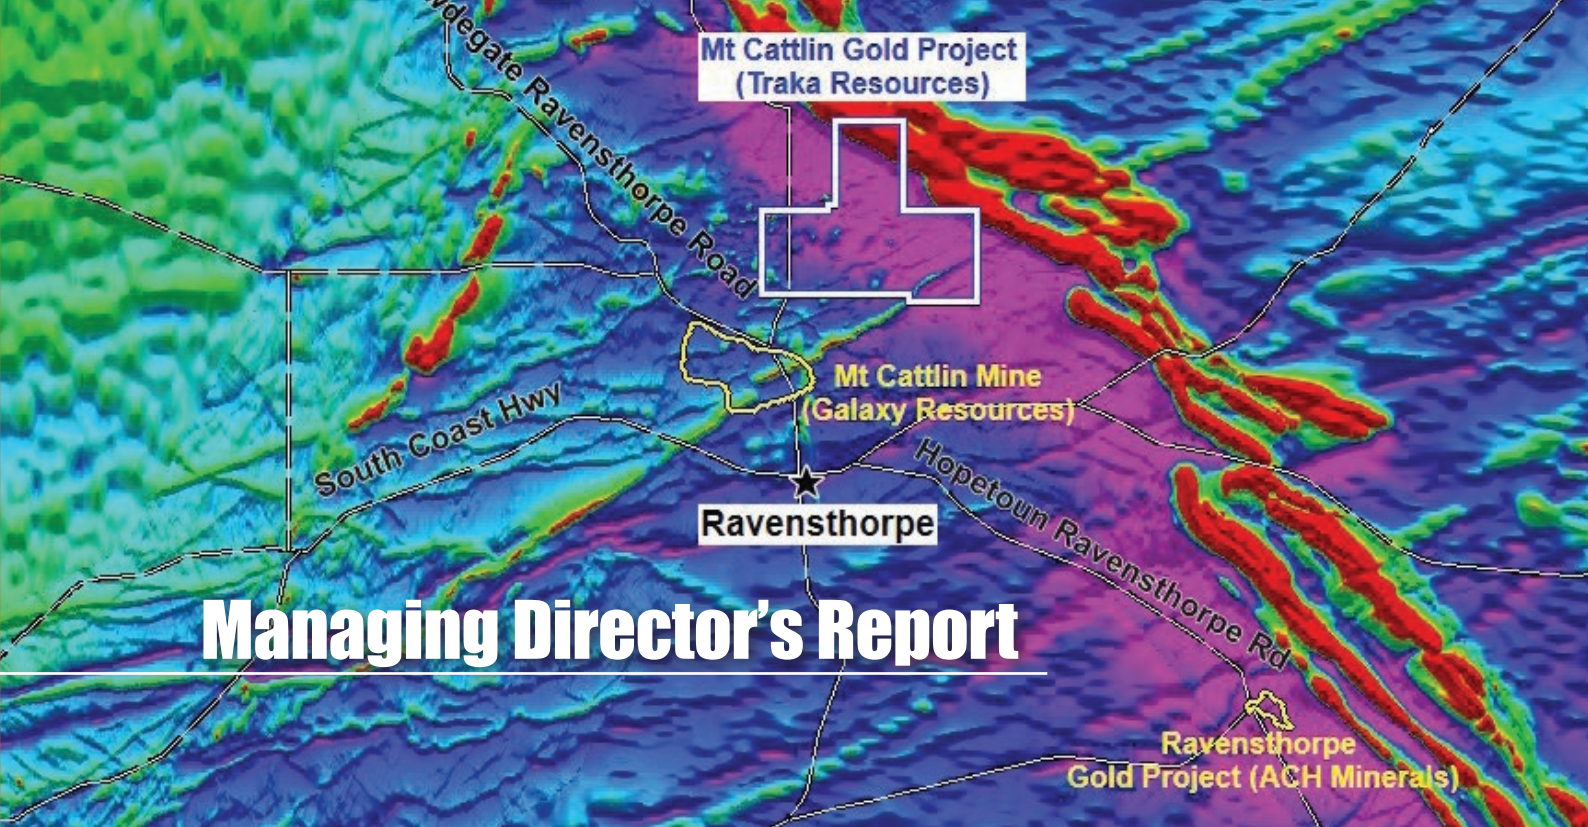 Mt Cattlin Gold Project
(Traka Resources)
Ravensthorpe Road
Mt Cattlin Mine
(Galaxy Resources)
South Coast Hwy
Hopetoun Ravensthorpe Rd
Ravensthorpe
Managing Director’s Report
Ravensthorpe
Gold Project (ACH Minerals)